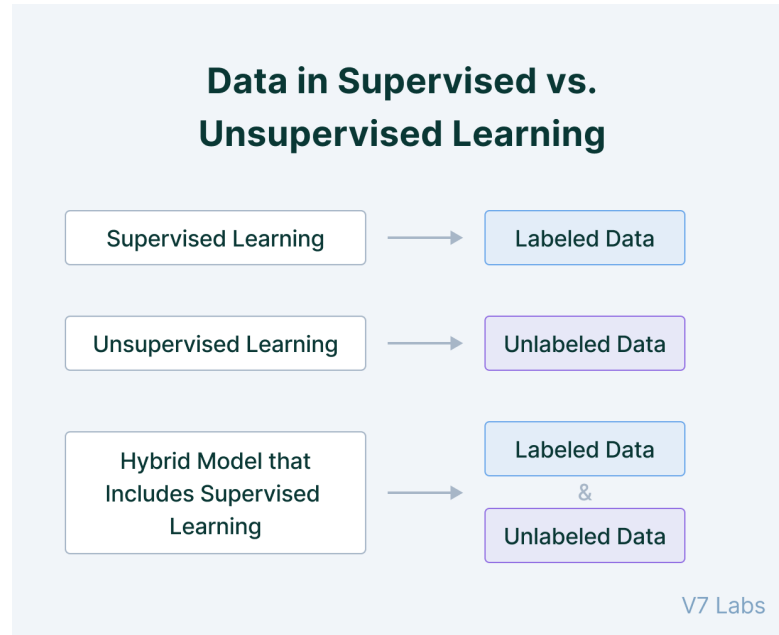 Data in Supervised vs.
Unsupervised Learning
Supervised Learning
Labeled Data
Unsupervised Learning
Unlabeled Data
Hybrid Model that
Includes Supervised
Learning
Labeled Data
&
Unlabeled Data
V7 Labs